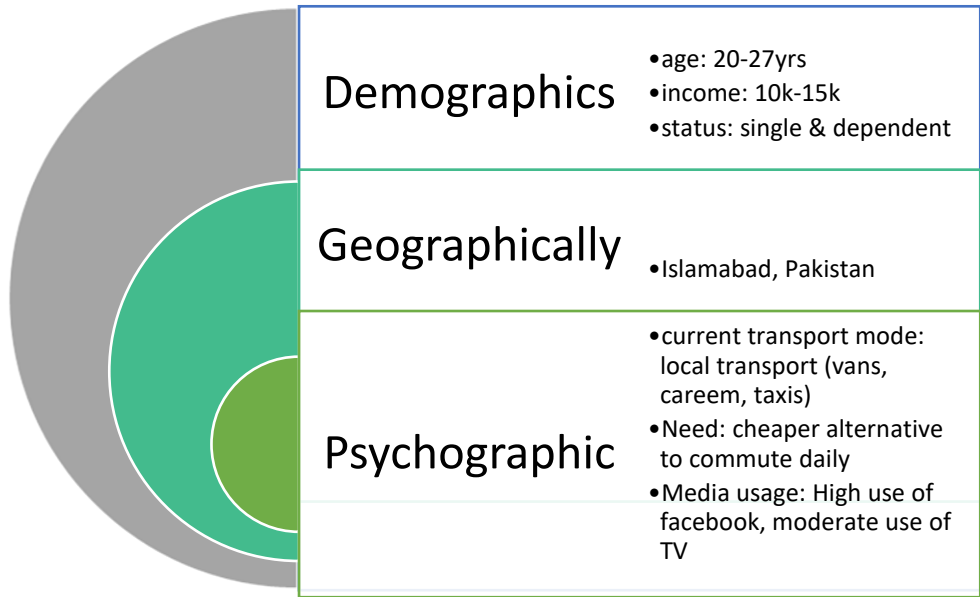 Demographics
•age: 20-27yrs
•income: 10k-15k
•status: single & dependent
Geographically
•Islamabad, Pakistan
Psychographic
•current transport mode:
local transport (vans,
careem, taxis)
•Need: cheaper alternative
to commute daily
•Media usage: High use of
facebook, moderate use of
TV